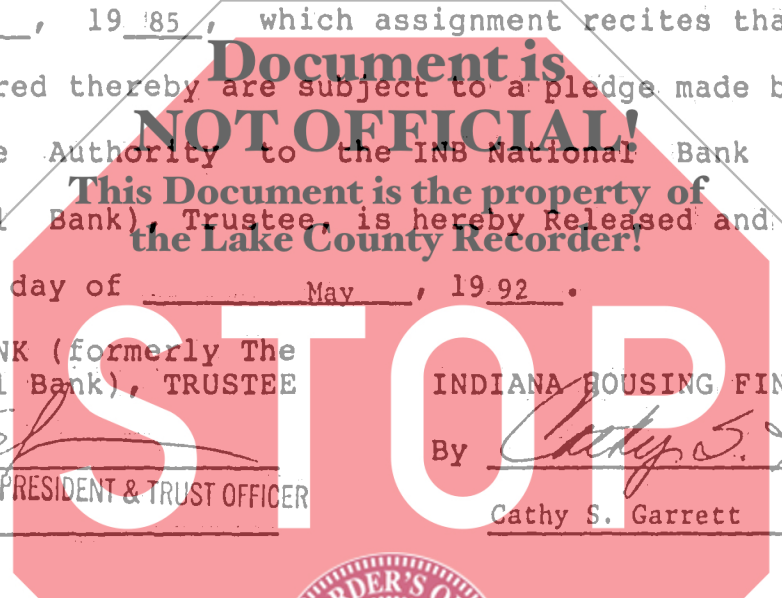 , 19 85, which assignment recites tha
Document is
red thereby are subject to a pledge made b
NOT OFFICIAL!
e Authority to the INB National Bank
This Document is the property of
l Bank), Trustee, is hereby Released and
the Lake County Recorder!
day of May, 19 92.
STOP
NK (formerly The
l Bank), TRUSTEE INDIANA HOUSING FIN
By Cathy S.
PRESIDENT & TRUST OFFICER
Cathy S. Garrett
RDER'S O